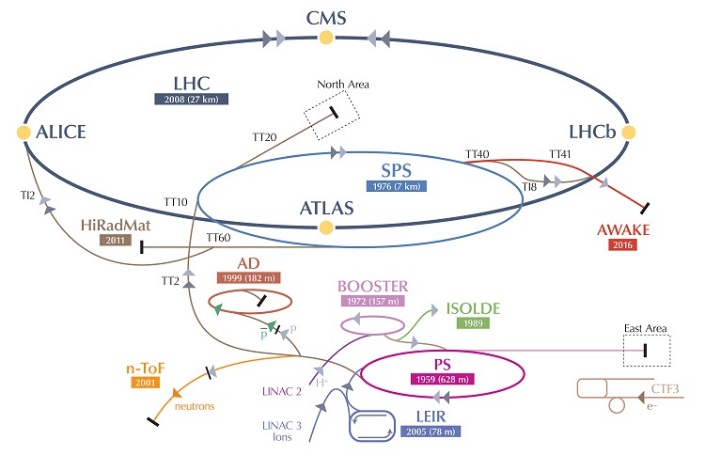 CMS
LHC
2008 (27 km)
North Area
ALICE
LHCb
TT20
TT40
TT41
SPS
1976 (7 km)
TI8
TI2
TT10
ATLAS
HiRadMat
2011
TT60
AWAKE
2016
AD
1999 (182 m)
TT2
BOOSTER
1972 (157 m)
ISOLDE
1989
p̅
p
East Area
n-ToF
2001
PS
1959 (628 m)
H⁻
LINAC 2
neutrons
CTF3
e⁻
LEIR
2005 (78 m)
LINAC 3
Ions